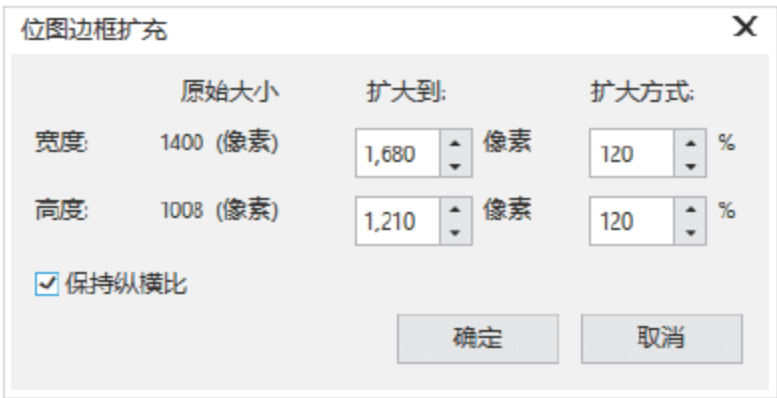 位图边框扩充
原始大小 扩大到: 扩大方式:
宽度: 1400 (像素) 1,680 像素 120 %
高度: 1008 (像素) 1,210 像素 120 %
保持纵横比
确定 取消